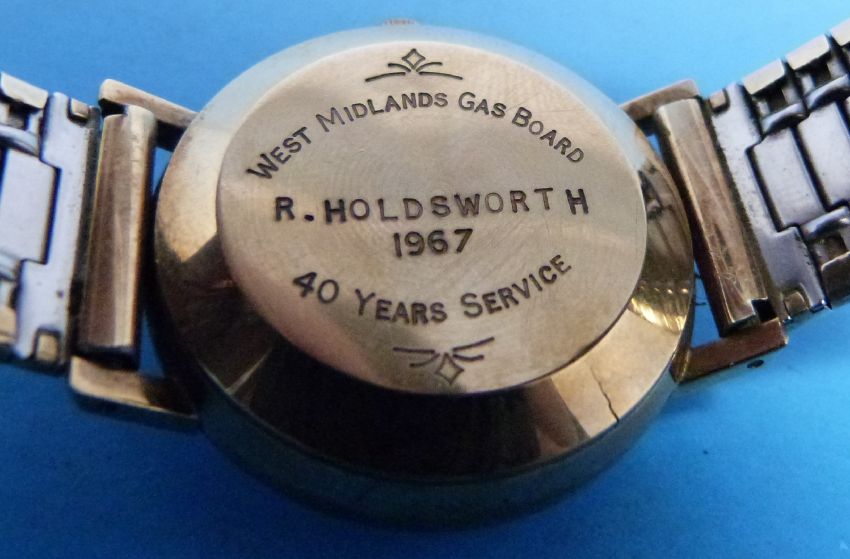 West Midlands Gas Board
R. HOLDSWORTH
1967
40 Years Service